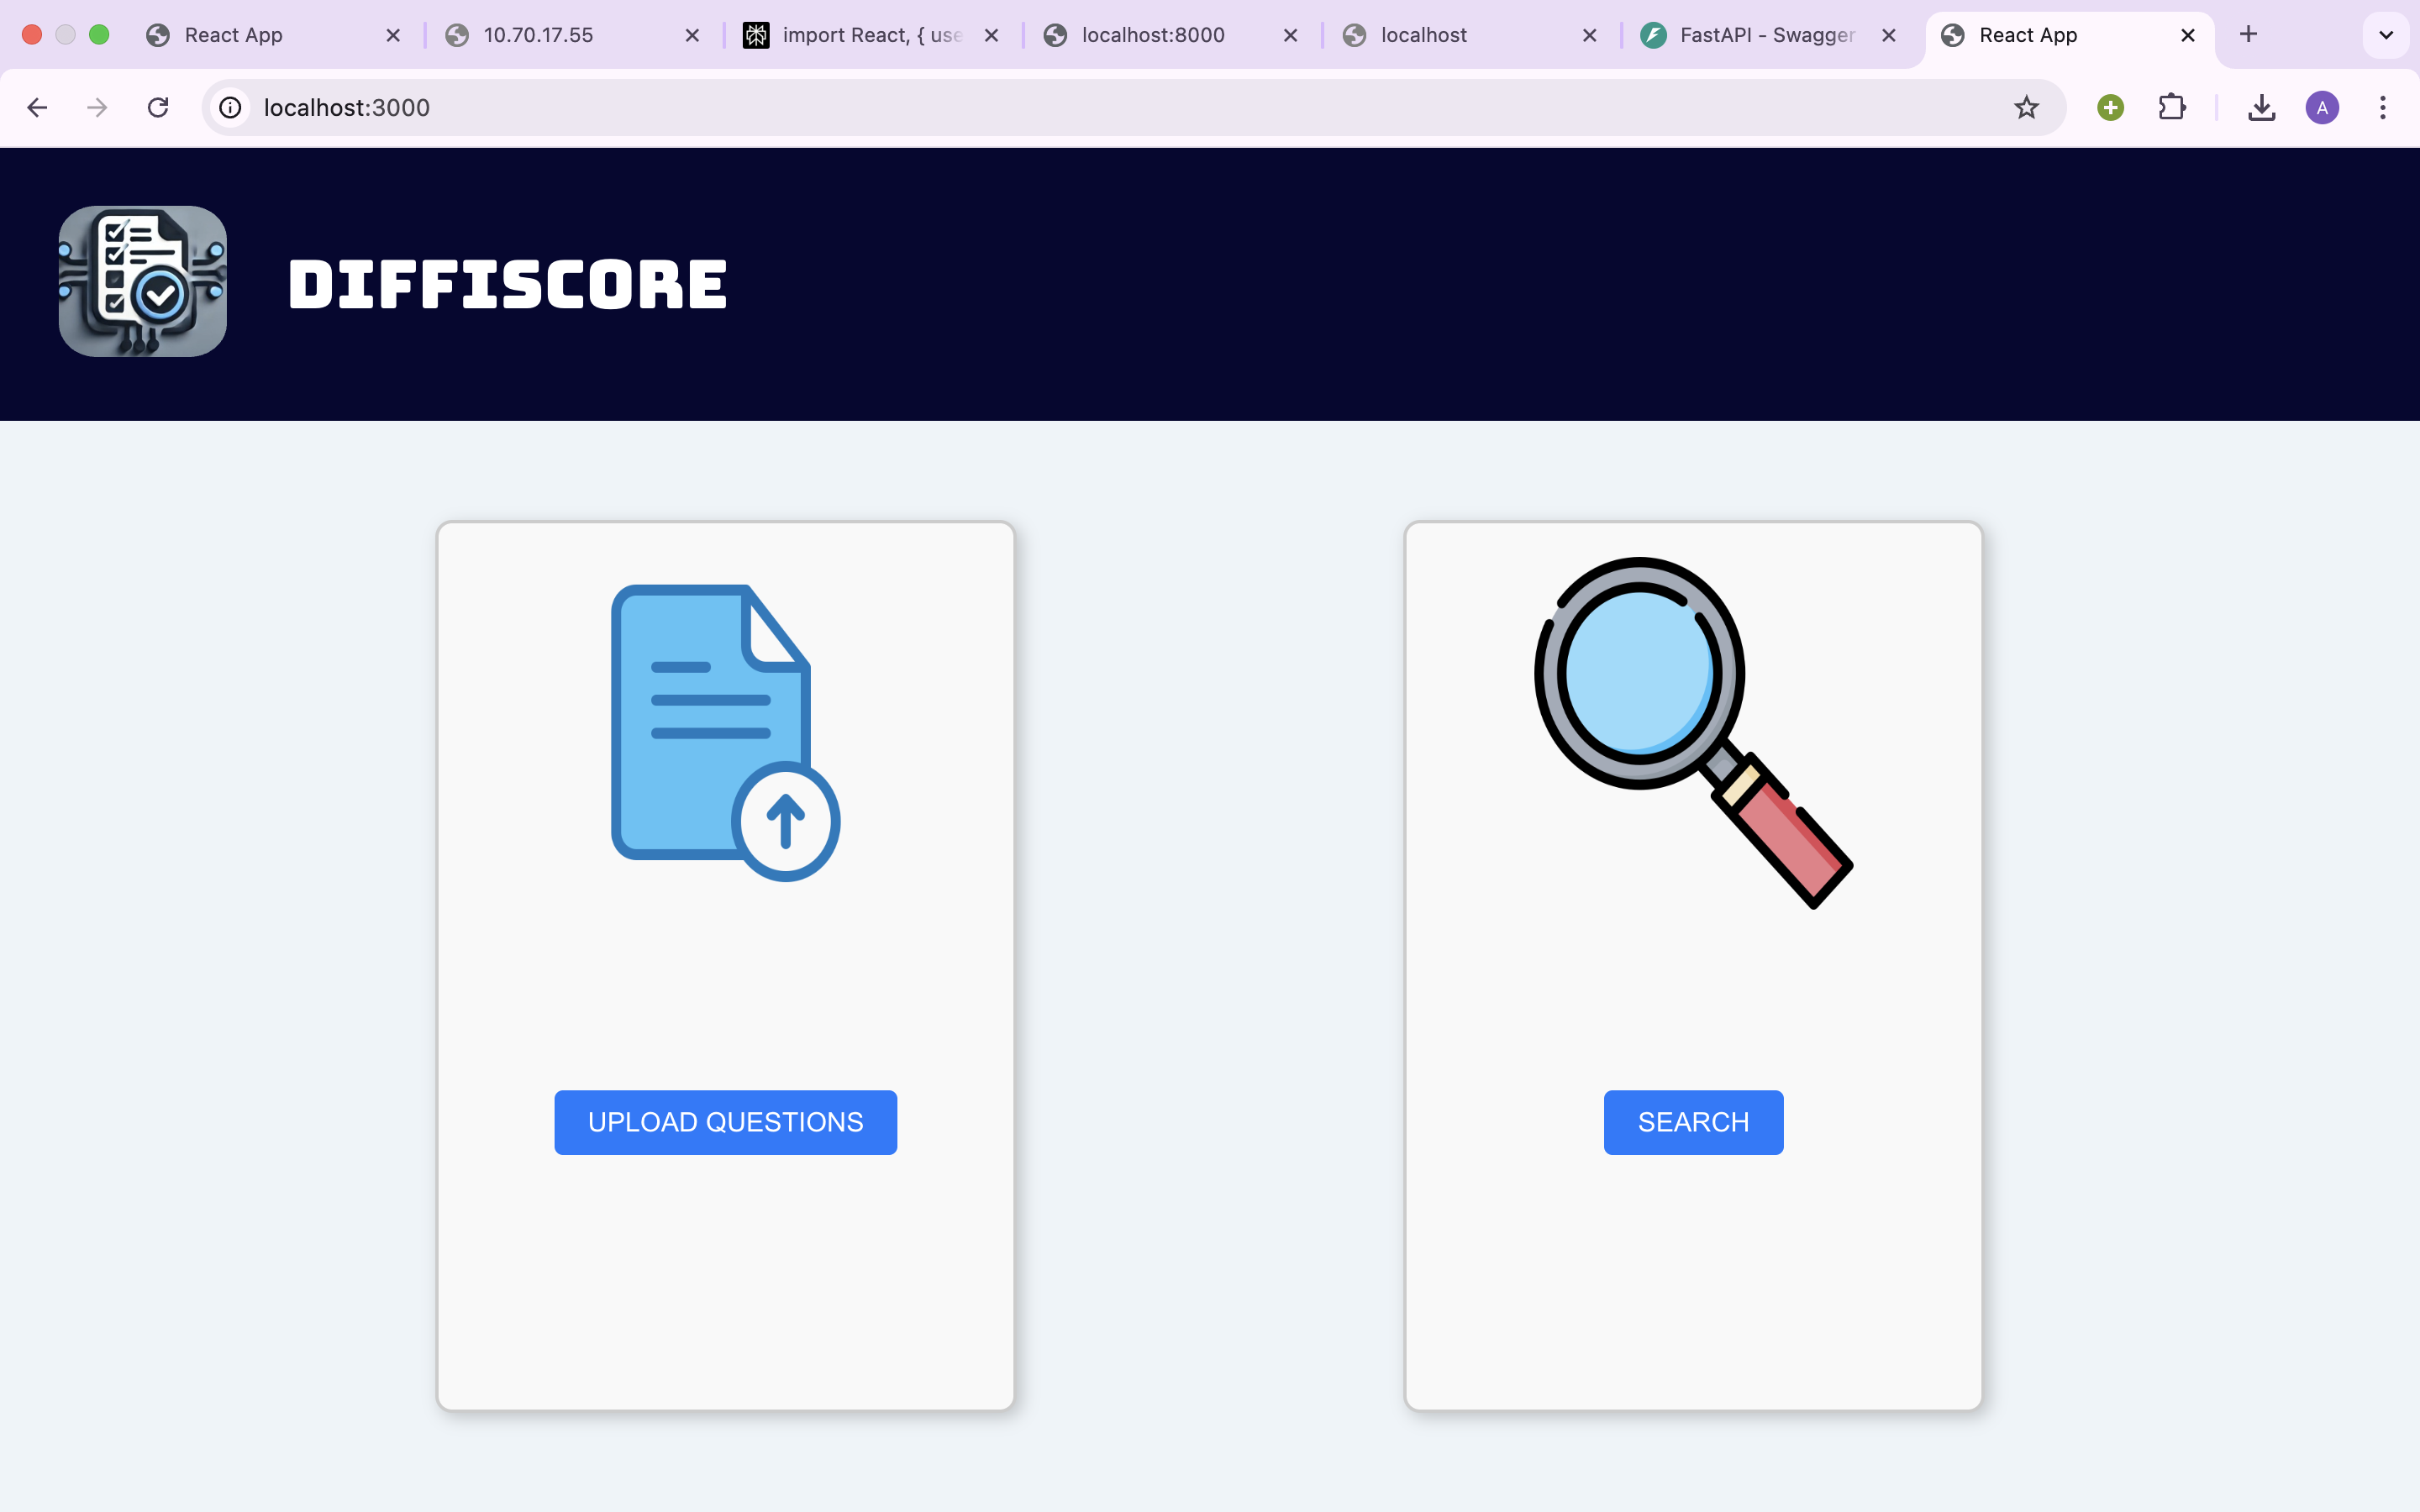 React App
10.70.17.55
import React, { use
localhost:8000
localhost
FastAPI - Swagger
React App
localhost:3000
A
DIFFISCORE
UPLOAD QUESTIONS
SEARCH